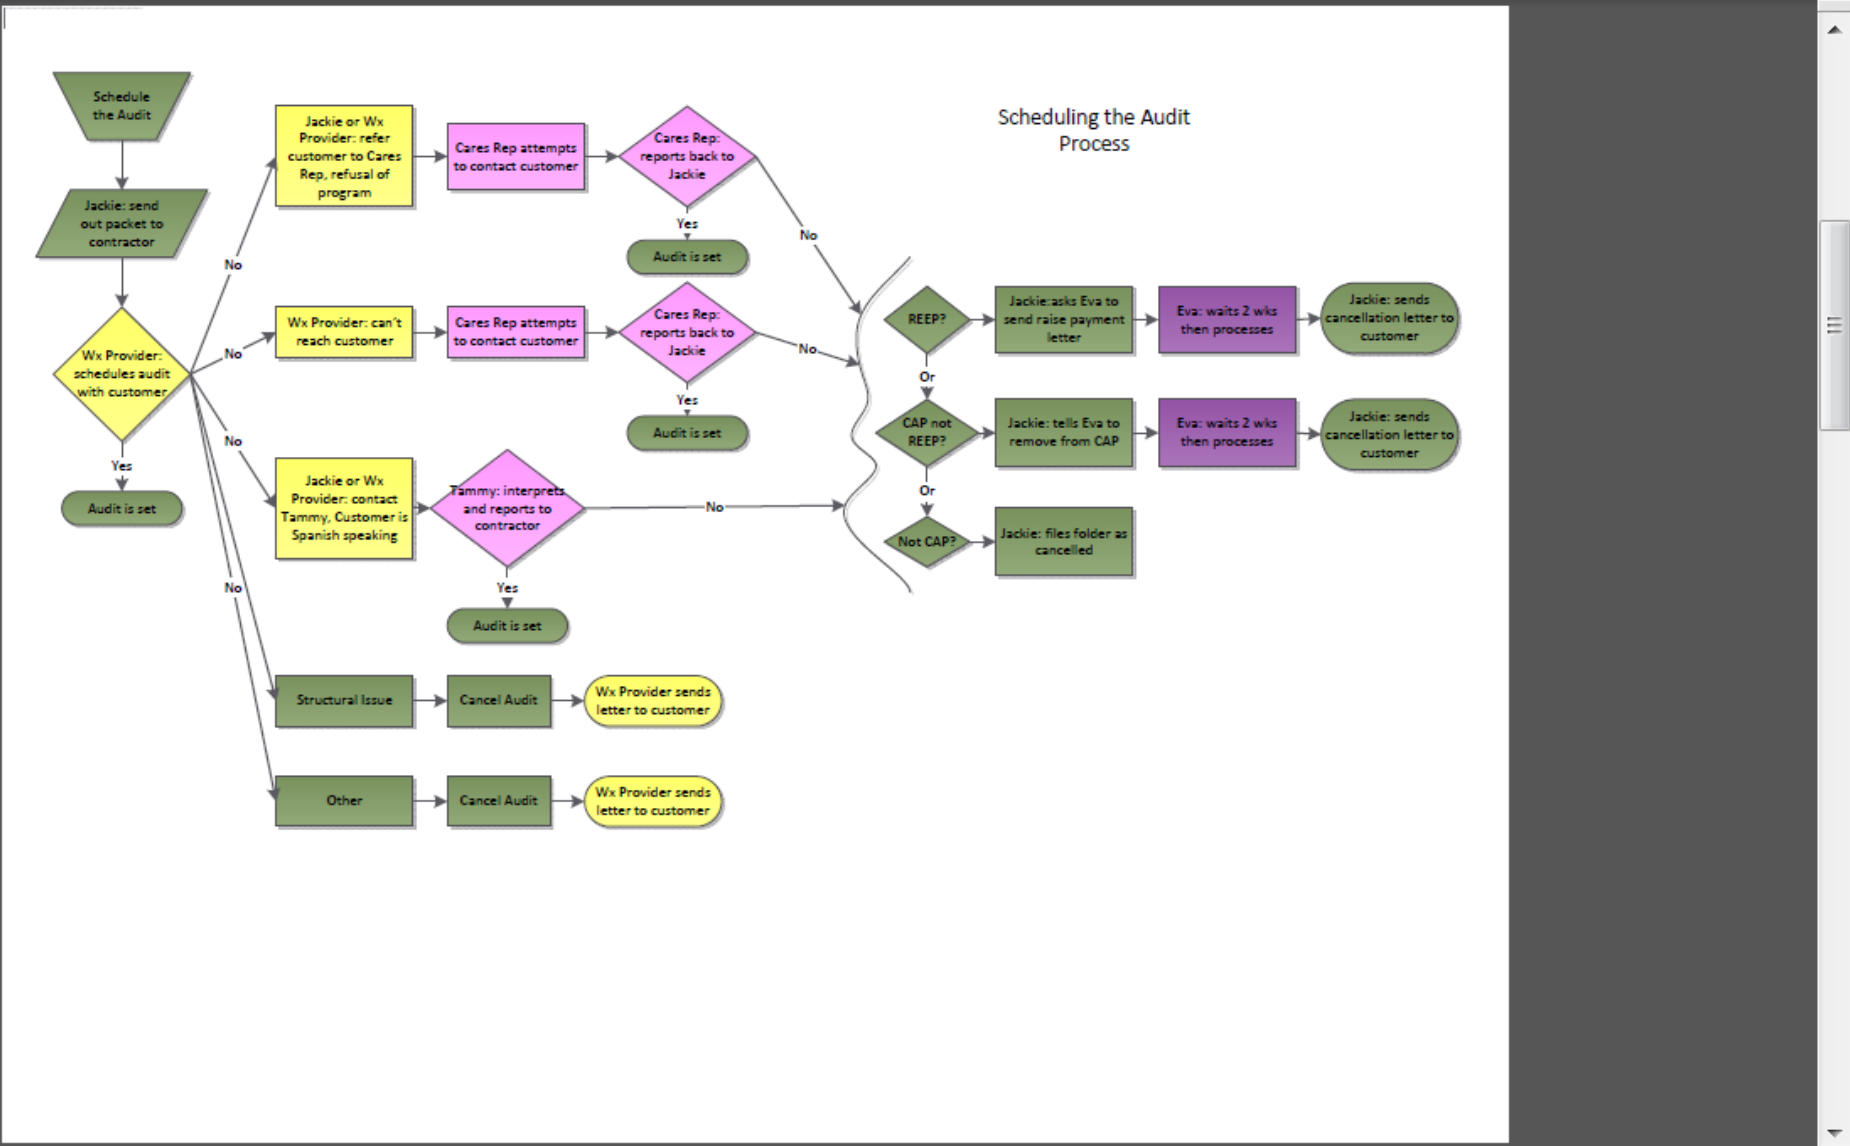 Scheduling the Audit
Process
Schedule
the Audit
Jackie: send
out packet to
contractor
Wx Provider:
schedules audit
with customer
Yes
Audit is set
No
Jackie or Wx
Provider: refer
customer to Cares
Rep, refusal of
program
Cares Rep attempts
to contact customer
Cares Rep:
reports back to
Jackie
Yes
Audit is set
No
No
Wx Provider: can't
reach customer
Cares Rep attempts
to contact customer
Cares Rep:
reports back to
Jackie
Yes
Audit is set
No
No
Jackie or Wx
Provider: contact
Tammy, Customer is
Spanish speaking
Tammy: interprets
and reports to
contractor
Yes
Audit is set
No
No
Structural Issue
Cancel Audit
Wx Provider sends
letter to customer
Other
Cancel Audit
Wx Provider sends
letter to customer
REEP?
Jackie:asks Eva to
send raise payment
letter
Eva: waits 2 wks
then processes
Jackie: sends
cancellation letter to
customer
Or
CAP not
REEP?
Jackie: tells Eva to
remove from CAP
Eva: waits 2 wks
then processes
Jackie: sends
cancellation letter to
customer
Or
Not CAP?
Jackie: files folder as
cancelled